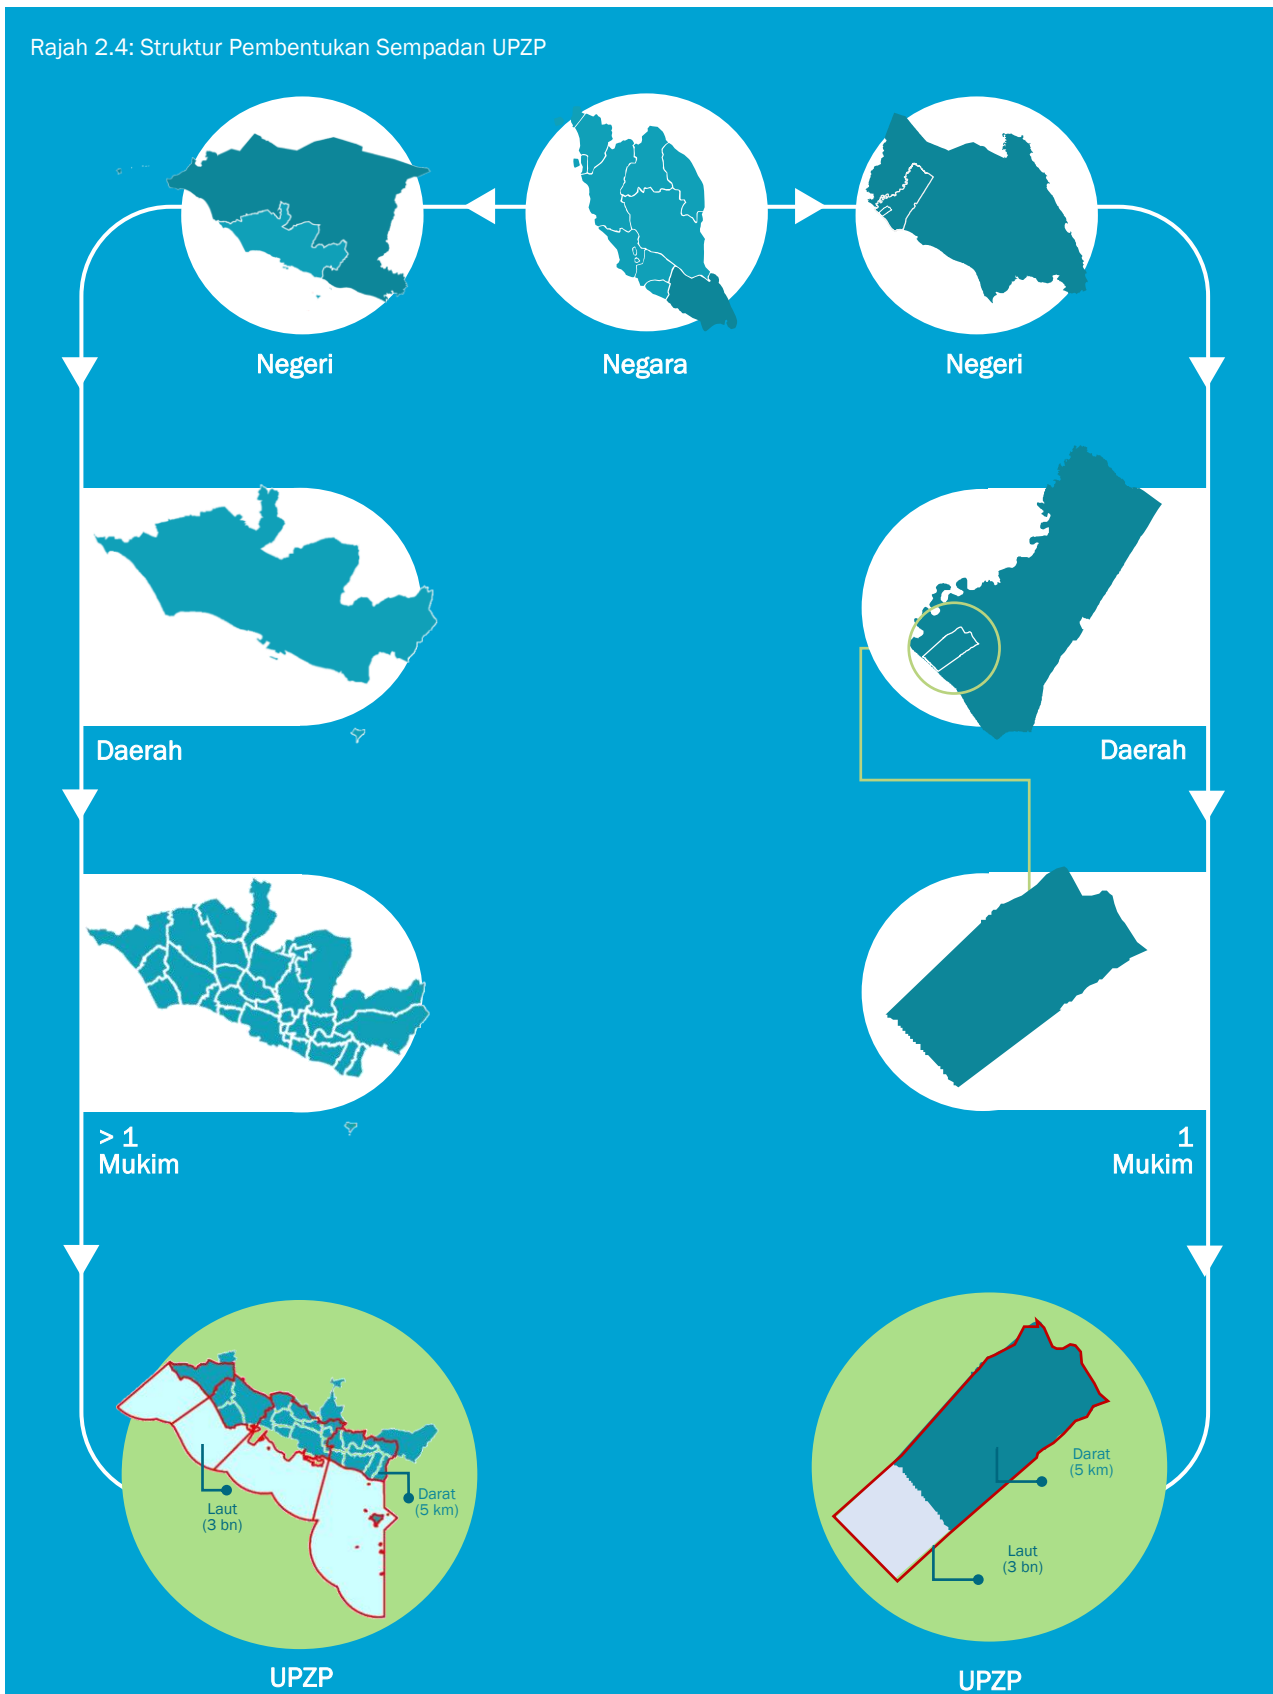 Rajah 2.4: Struktur Pembentukan Sempadan UPZP
Negeri
Negara
Negeri
Daerah
Daerah
> 1
Mukim
1
Mukim
Laut
(3 bn)
Darat
(5 km)
Darat
(5 km)
Laut
(3 bn)
UPZP
UPZP